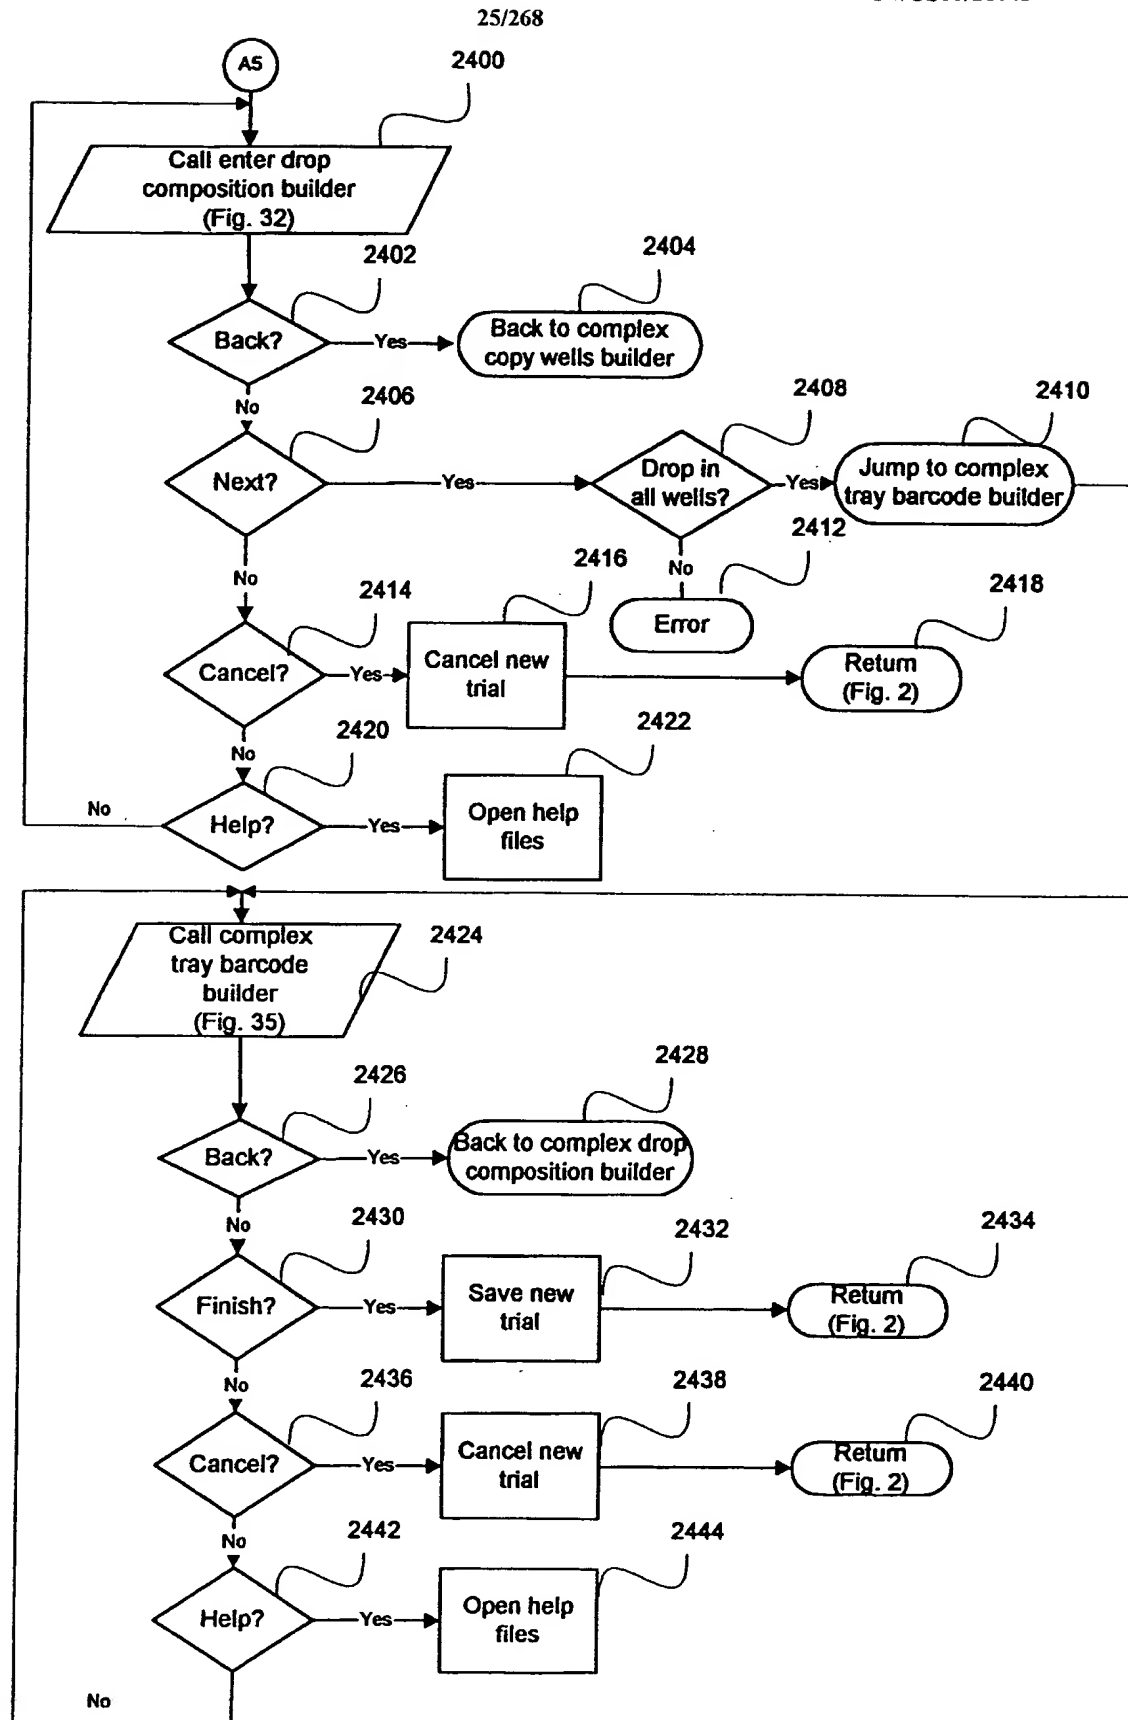 25/268
A5
2400
Call enter drop
composition builder
(Fig. 32)
2402
2404
Back?
Yes
Back to complex
copy wells builder
No
2406
2408
2410
Next?
Yes
Drop in
all wells?
Yes
Jump to complex
tray barcode builder
No
2412
Error
No
2414
2416
2418
Cancel?
Yes
Cancel new
trial
Return
(Fig. 2)
No
2420
2422
No
Help?
Yes
Open help
files
Call complex
tray barcode
builder
(Fig. 35)
2424
2426
2428
Back?
Yes
Back to complex drop
composition builder
No
2430
2432
2434
Finish?
Yes
Save new
trial
Return
(Fig. 2)
No
2436
2438
2440
Cancel?
Yes
Cancel new
trial
Return
(Fig. 2)
No
2442
2444
Help?
Yes
Open help
files
No